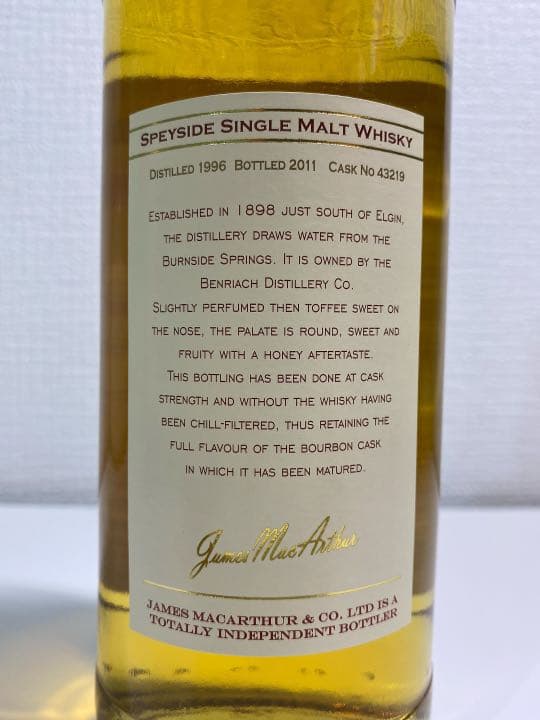 SPEYSIDE SINGLE MALT WHISKY
DISTILLED 1996 BOTTLED 2011 CASK NO 43219
ESTABLISHED IN 1898 JUST SOUTH OF ELGIN,
THE DISTILLERY DRAWS WATER FROM THE
BURNSIDE SPRINGS. IT IS OWNED BY THE
BENRIACH DISTILLERY CO.
SLIGHTLY PERFUMED THEN TOFFEE SWEET ON
THE NOSE, THE PALATE IS ROUND, SWEET AND
FRUITY WITH A HONEY AFTERTASTE.
THIS BOTTLING HAS BEEN DONE AT CASK
STRENGTH AND WITHOUT THE WHISKY HAVING
BEEN CHILL-FILTERED, THUS RETAINING THE
FULL FLAVOUR OF THE BOURBON CASK
IN WHICH IT HAS BEEN MATURED.
James MacArthur
JAMES MACARTHUR & CO. LTD IS A
TOTALLY INDEPENDENT BOTTLER